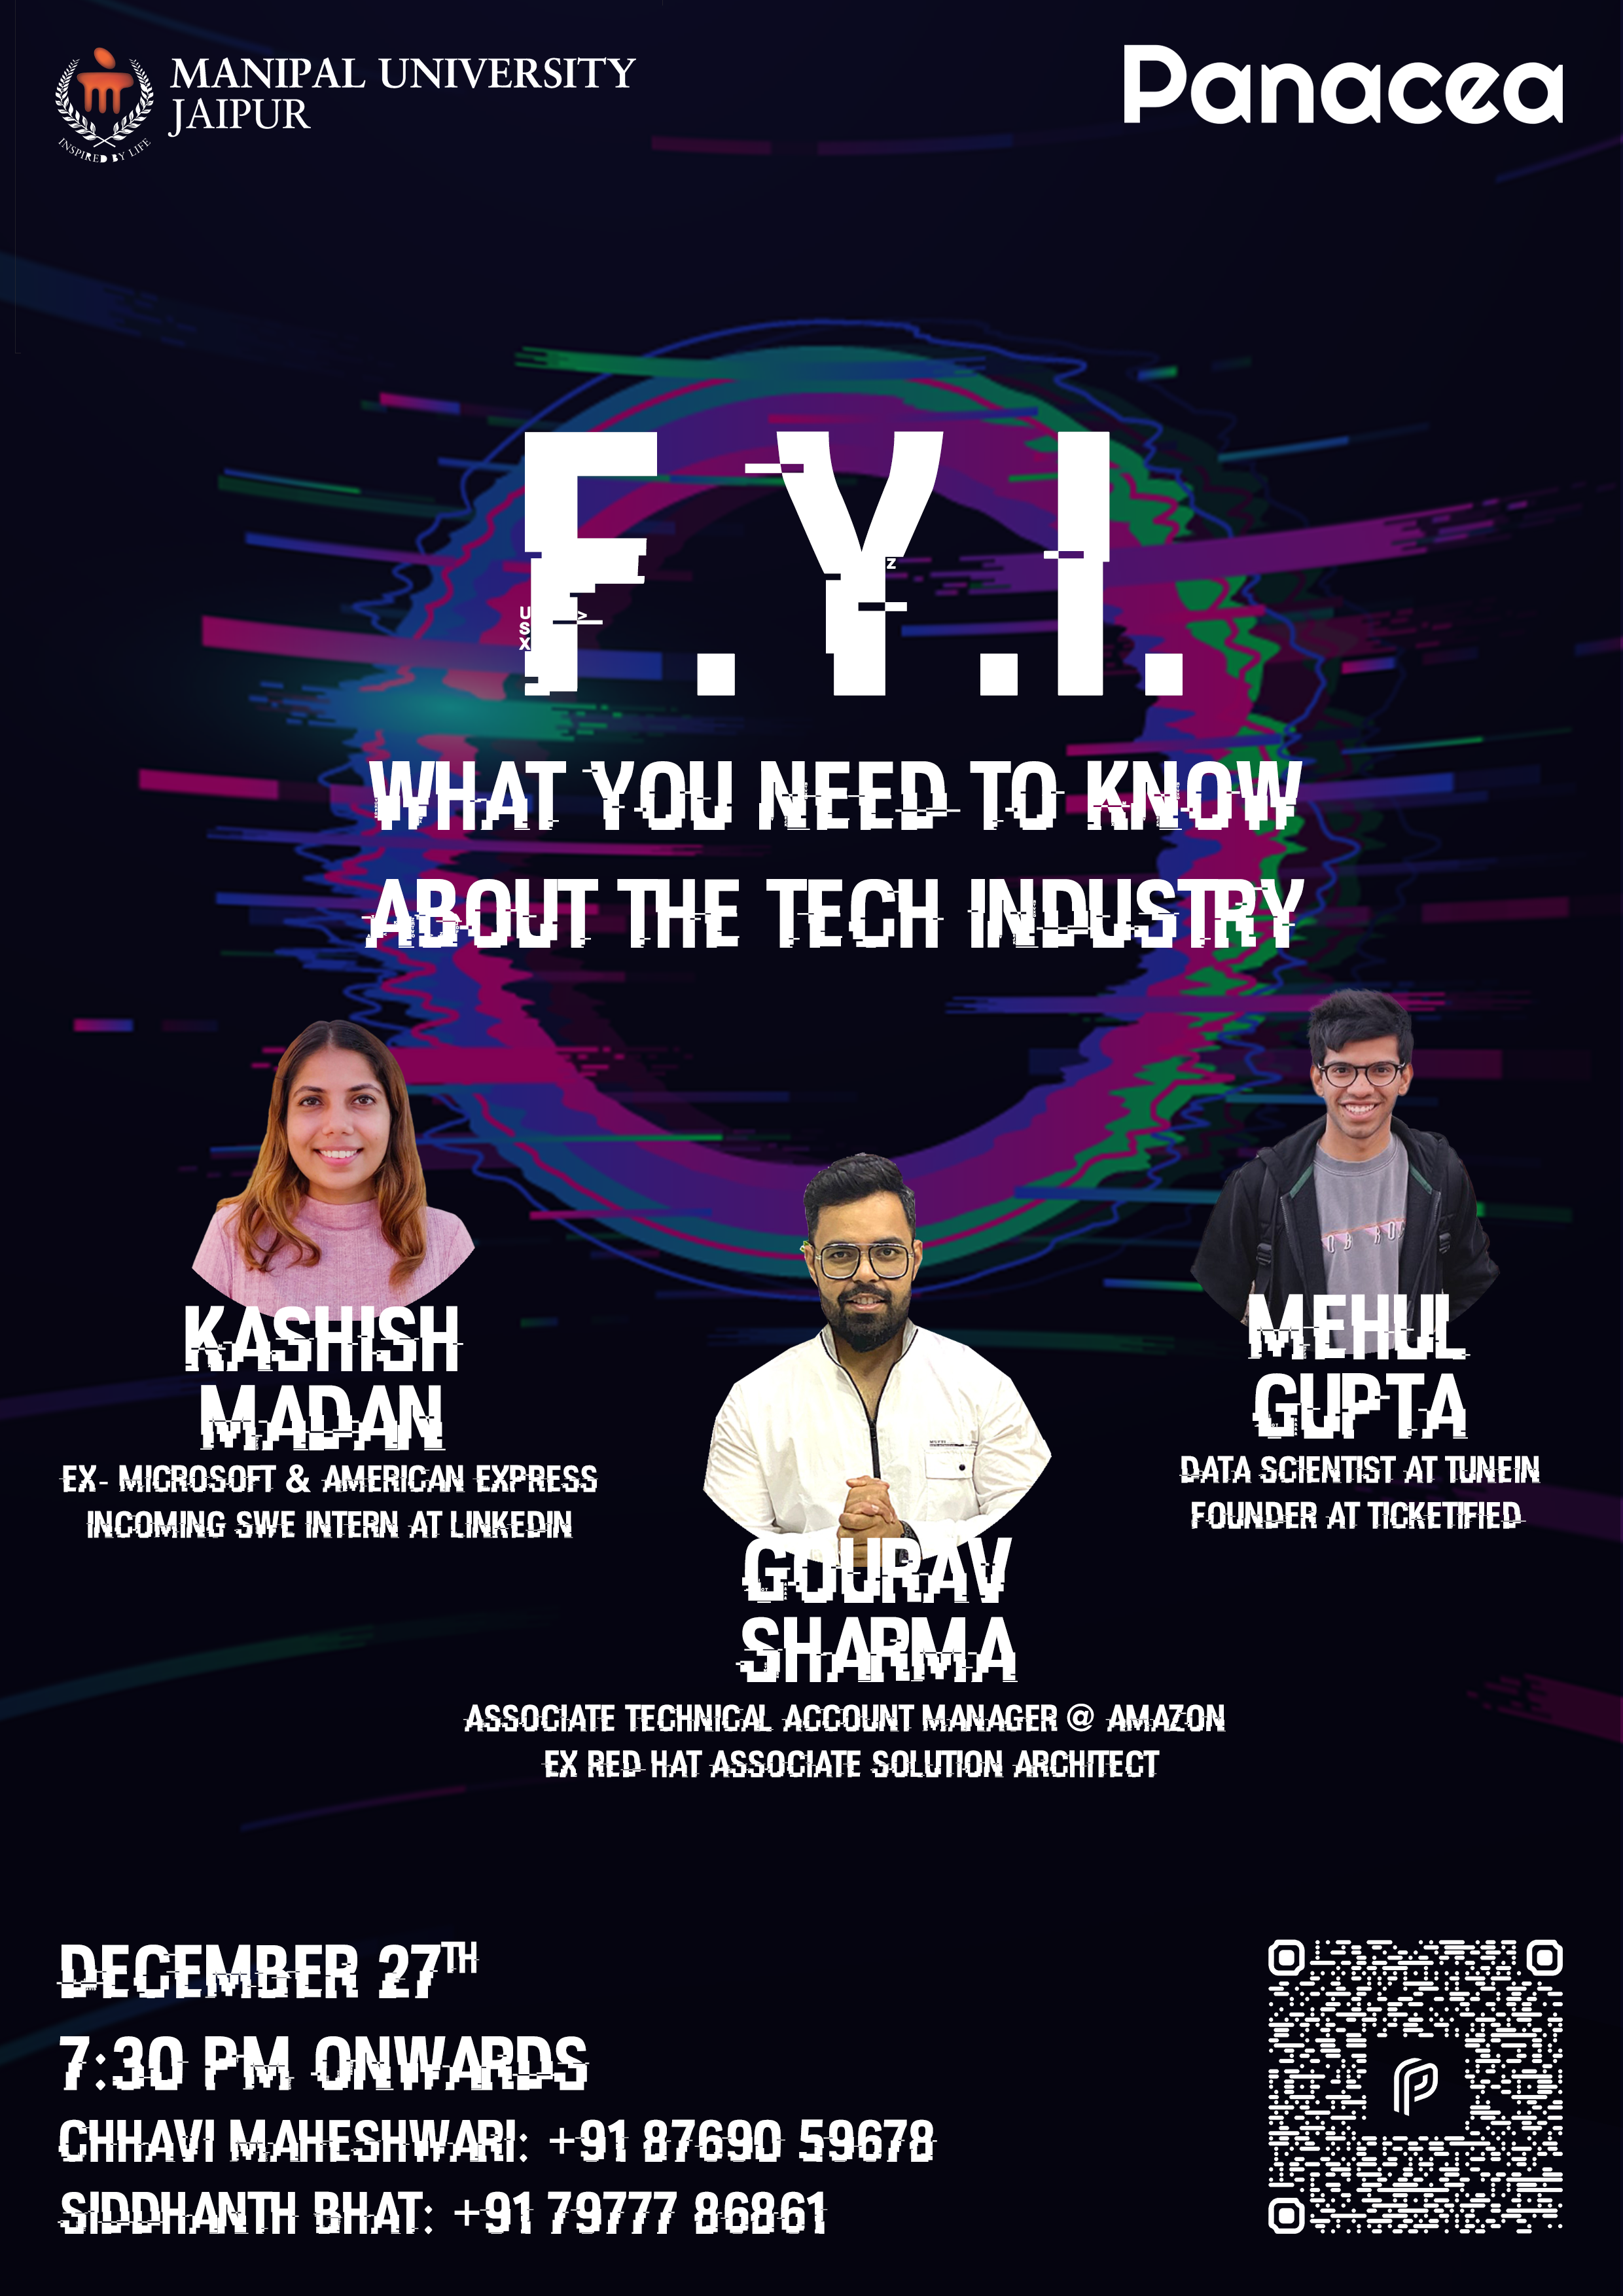 MANIPAL UNIVERSITY
JAIPUR
INSPIRED BY LIFE
Panacea
F.Y.I.
WHAT YOU NEED TO KNOW
ABOUT THE TECH INDUSTRY
KASHISH
MADAN
EX- MICROSOFT & AMERICAN EXPRESS
INCOMING SWE INTERN AT LINKEDIN
GOURAV
SHARMA
ASSOCIATE TECHNICAL ACCOUNT MANAGER @ AMAZON
EX RED HAT ASSOCIATE SOLUTION ARCHITECT
MEHUL
GUPTA
DATA SCIENTIST AT TUNEIN
FOUNDER AT TICKETIFIED
DECEMBER 27TH
7:30 PM ONWARDS
CHHAVI MAHESHWARI: +91 87690 59678
SIDDHANTH BHAT: +91 79777 86861